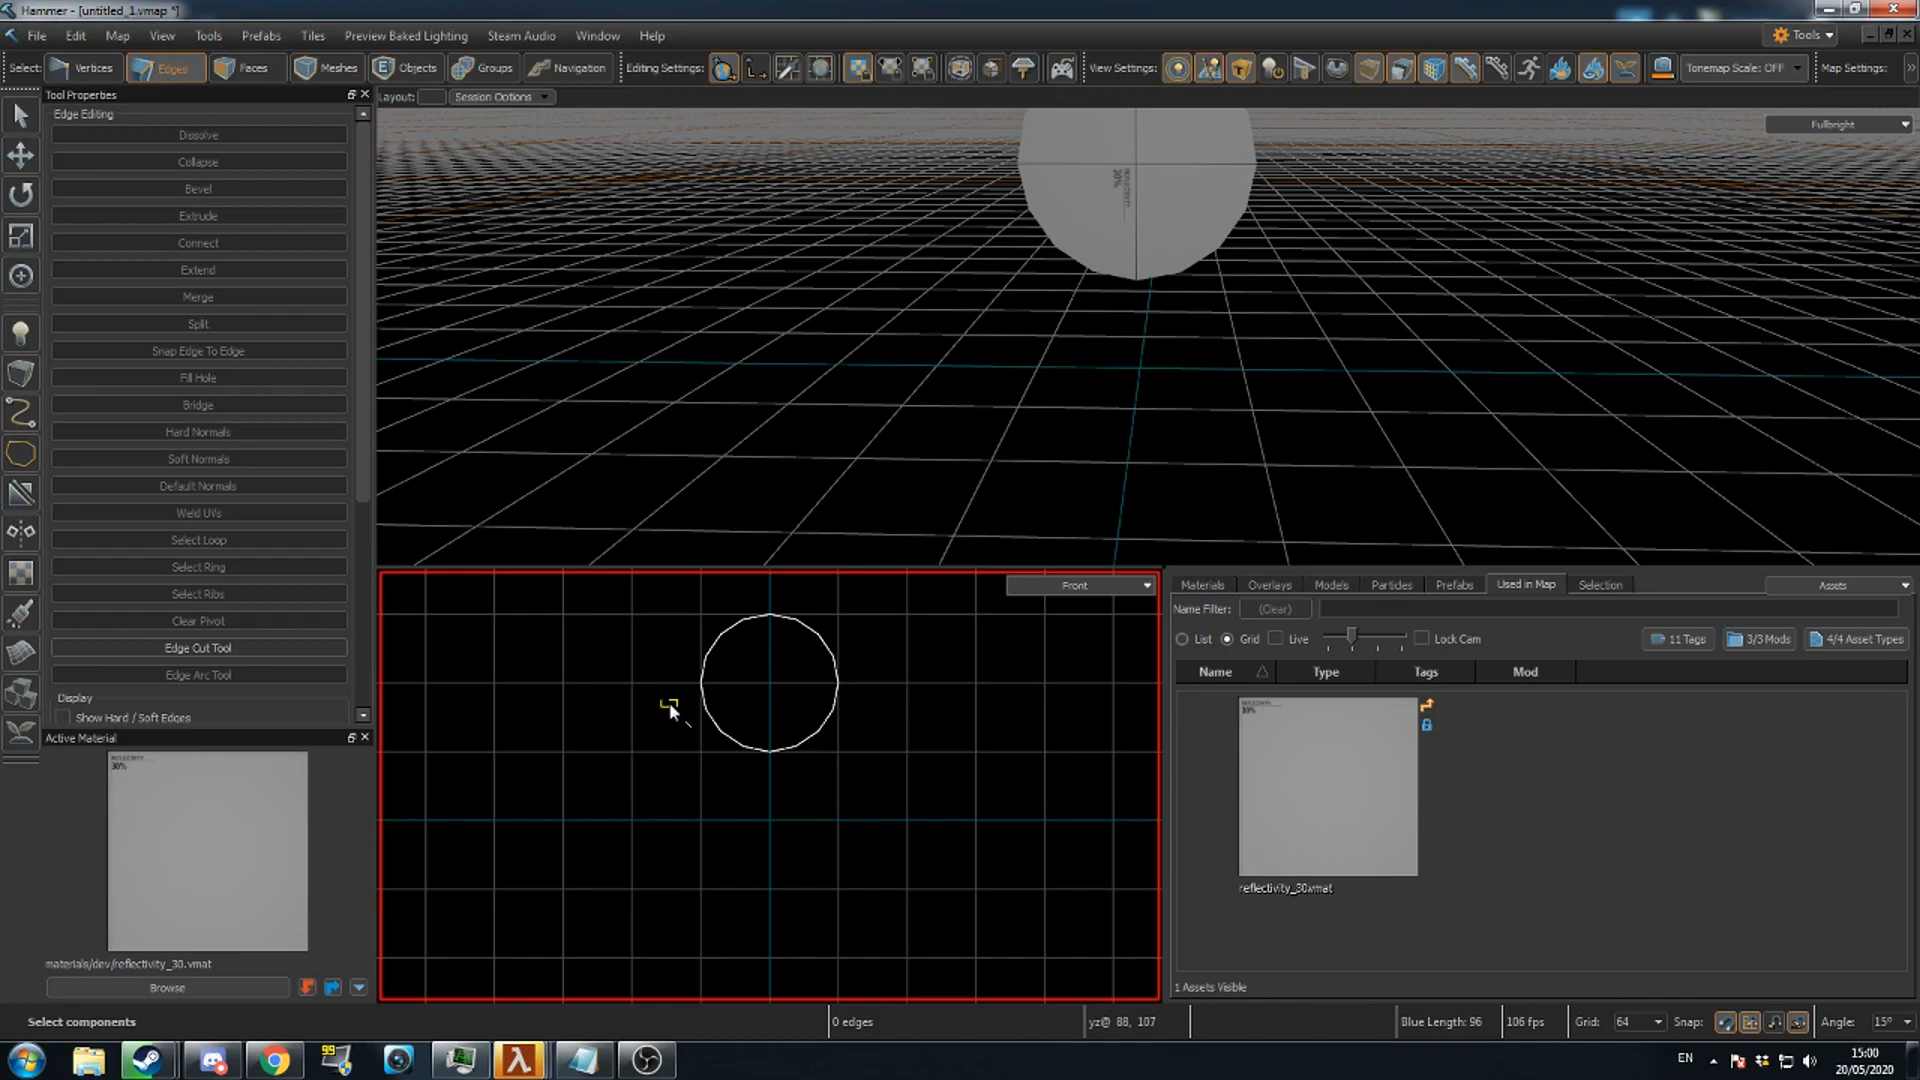 Hammer - [untitled_1.vmap *]
File Edit Map View Tools Prefabs Tiles Preview Baked Lighting Steam Audio Window Help
Tools
Select: Vertices Edges Faces Meshes Objects Groups Navigation Editing Settings: View Settings: Tonemap Scale: OFF Map Settings: »
Tool Properties
Layout: Session Options
Edge Editing
Dissolve
Collapse
Bevel
Extrude
Connect
Extend
Merge
Split
Snap Edge To Edge
Fill Hole
Bridge
Hard Normals
Soft Normals
Default Normals
Weld UVs
Select Loop
Select Ring
Select Ribs
Clear Pivot
Edge Cut Tool
Edge Arc Tool
Display
Show Hard / Soft Edges
Active Material
REFLECTIVITY
30%
materials/dev/reflectivity_30.vmat
Browse
Fullbright
REFLECTIVITY
30%
Front
Materials Overlays Models Particles Prefabs Used in Map Selection Assets
Name Filter: (Clear)
List Grid Live Lock Cam 11 Tags 3/3 Mods 4/4 Asset Types
Name Type Tags Mod
REFLECTIVITY
30%
reflectivity_30.vmat
1 Assets Visible
Select components 0 edges yz@ 88, 107 Blue Length: 96 106 fps Grid: 64 Snap: Angle: 15°
99
EN
15:00
20/05/2020